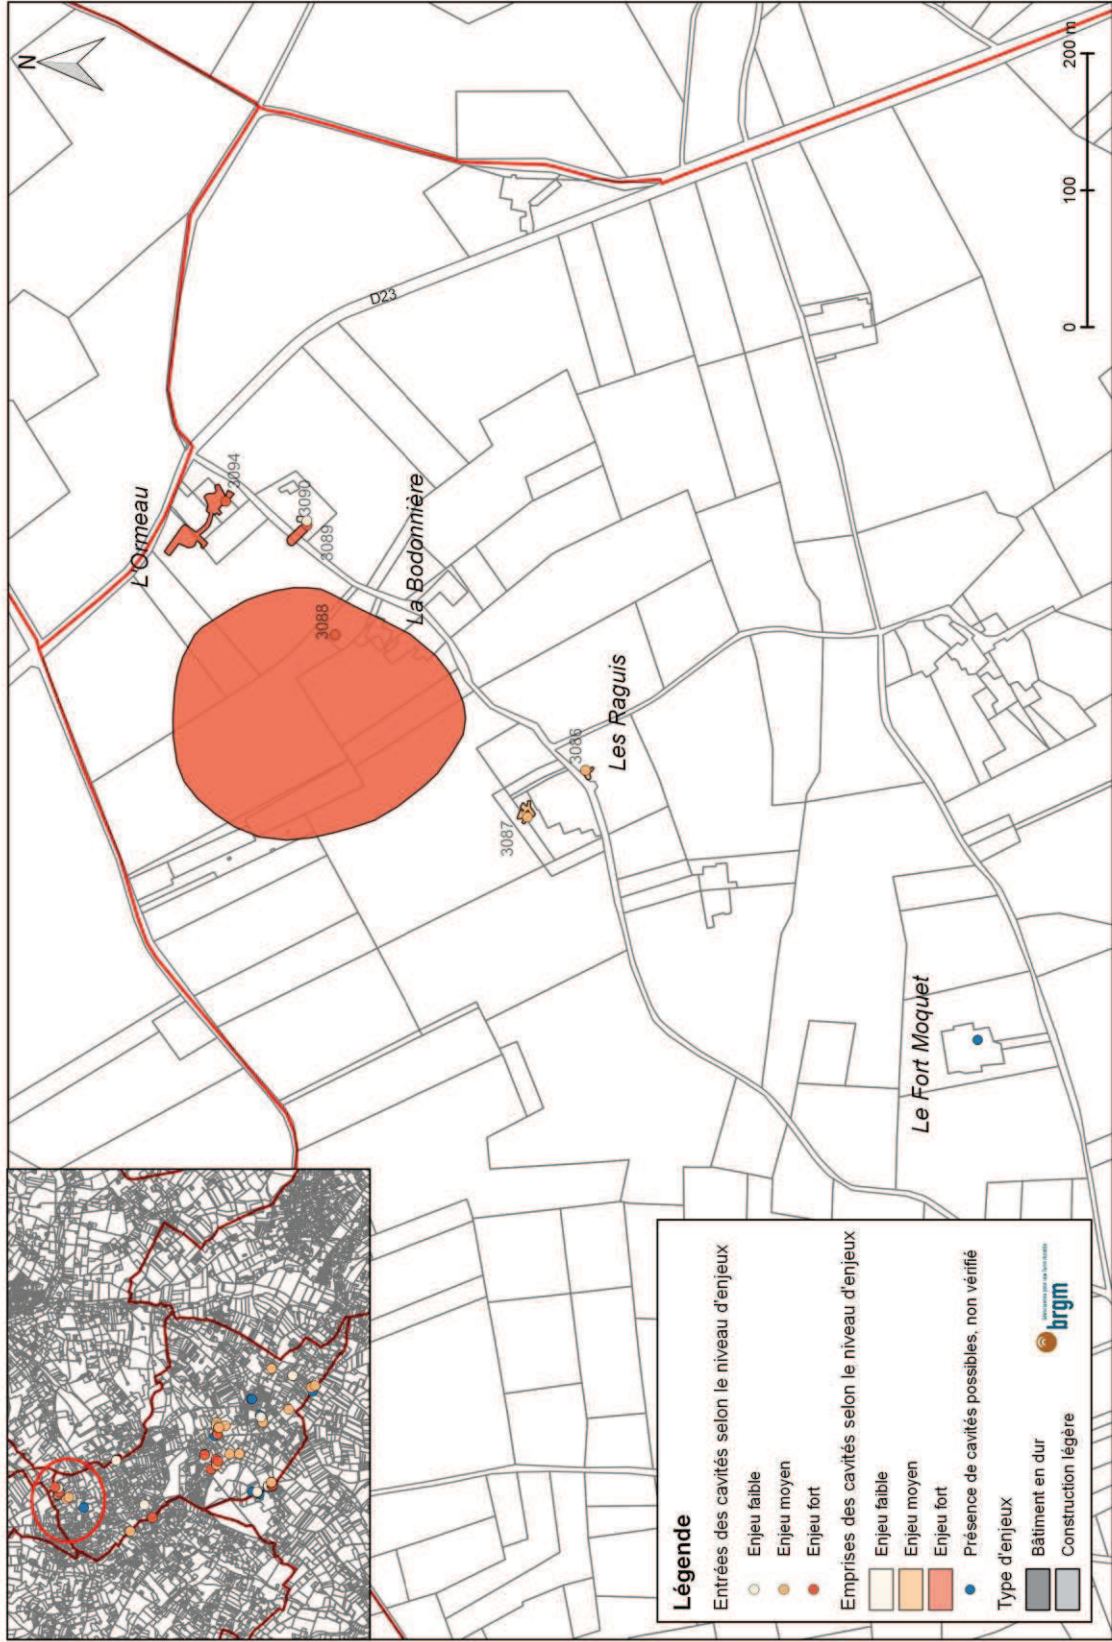 N
L'Ormeau
3094
3090
3089
La Bodonnière
3088
D23
3086
Les Raguis
3087
Le Fort Moquet
0 100 200 m
Légende
Entrées des cavités selon le niveau d'enjeux
Enjeu faible
Enjeu moyen
Enjeu fort
Emprises des cavités selon le niveau d'enjeux
Enjeu faible
Enjeu moyen
Enjeu fort
Présence de cavités possibles, non vérifié
Type d'enjeux
Bâtiment en dur
Construction légère
brgm